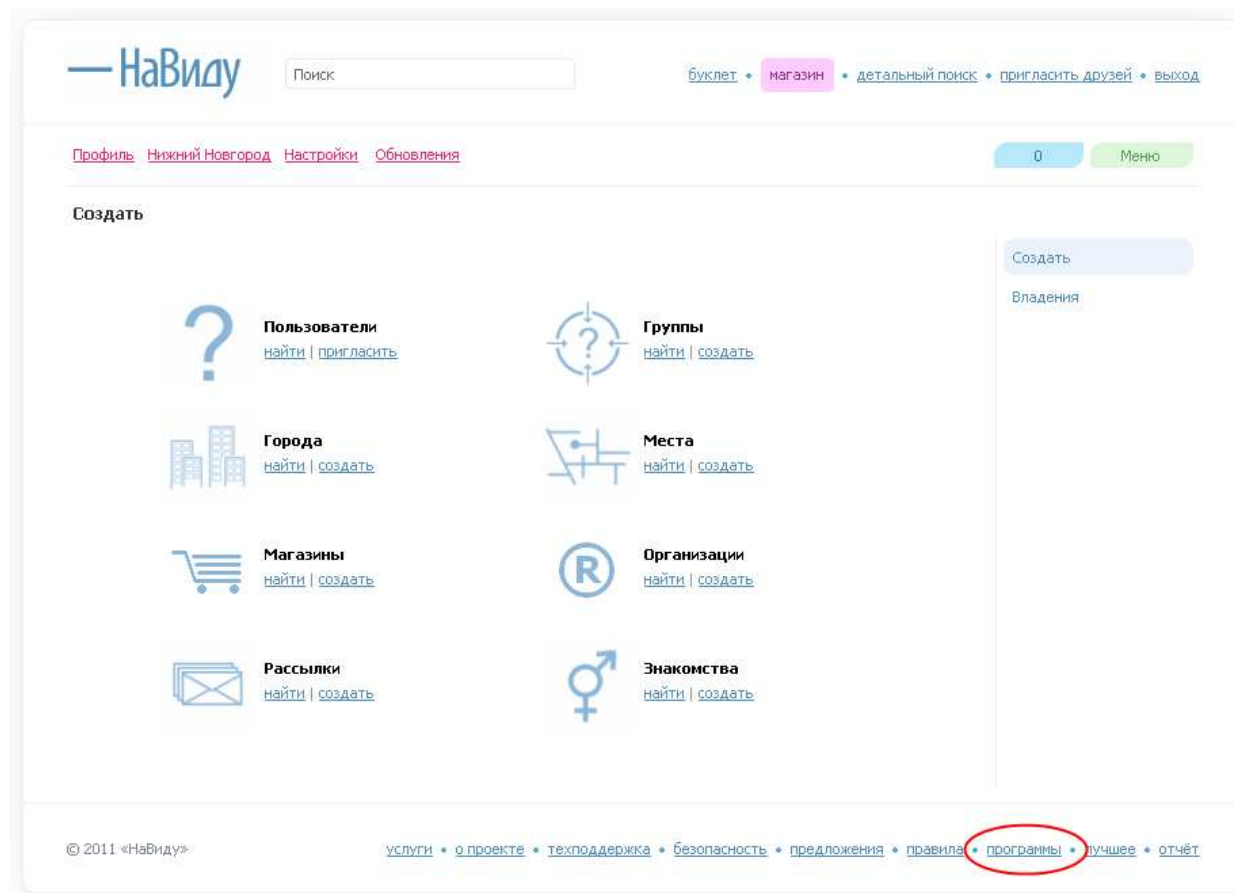 — НаВиду
Поиск
буклет • магазин • детальный поиск • пригласить друзей • выход
Профиль Нижний Новгород Настройки Обновления
0 Меню
Создать
Создать
Владения
Пользователи
найти | пригласить
Группы
найти | создать
Города
найти | создать
Места
найти | создать
Магазины
найти | создать
R
Организации
найти | создать
Рассылки
найти | создать
Знакомства
найти | создать
© 2011 «НаВиду»
услуги • о проекте • техподдержка • безопасность • предложения • правила • программы • лучшее • отчёт